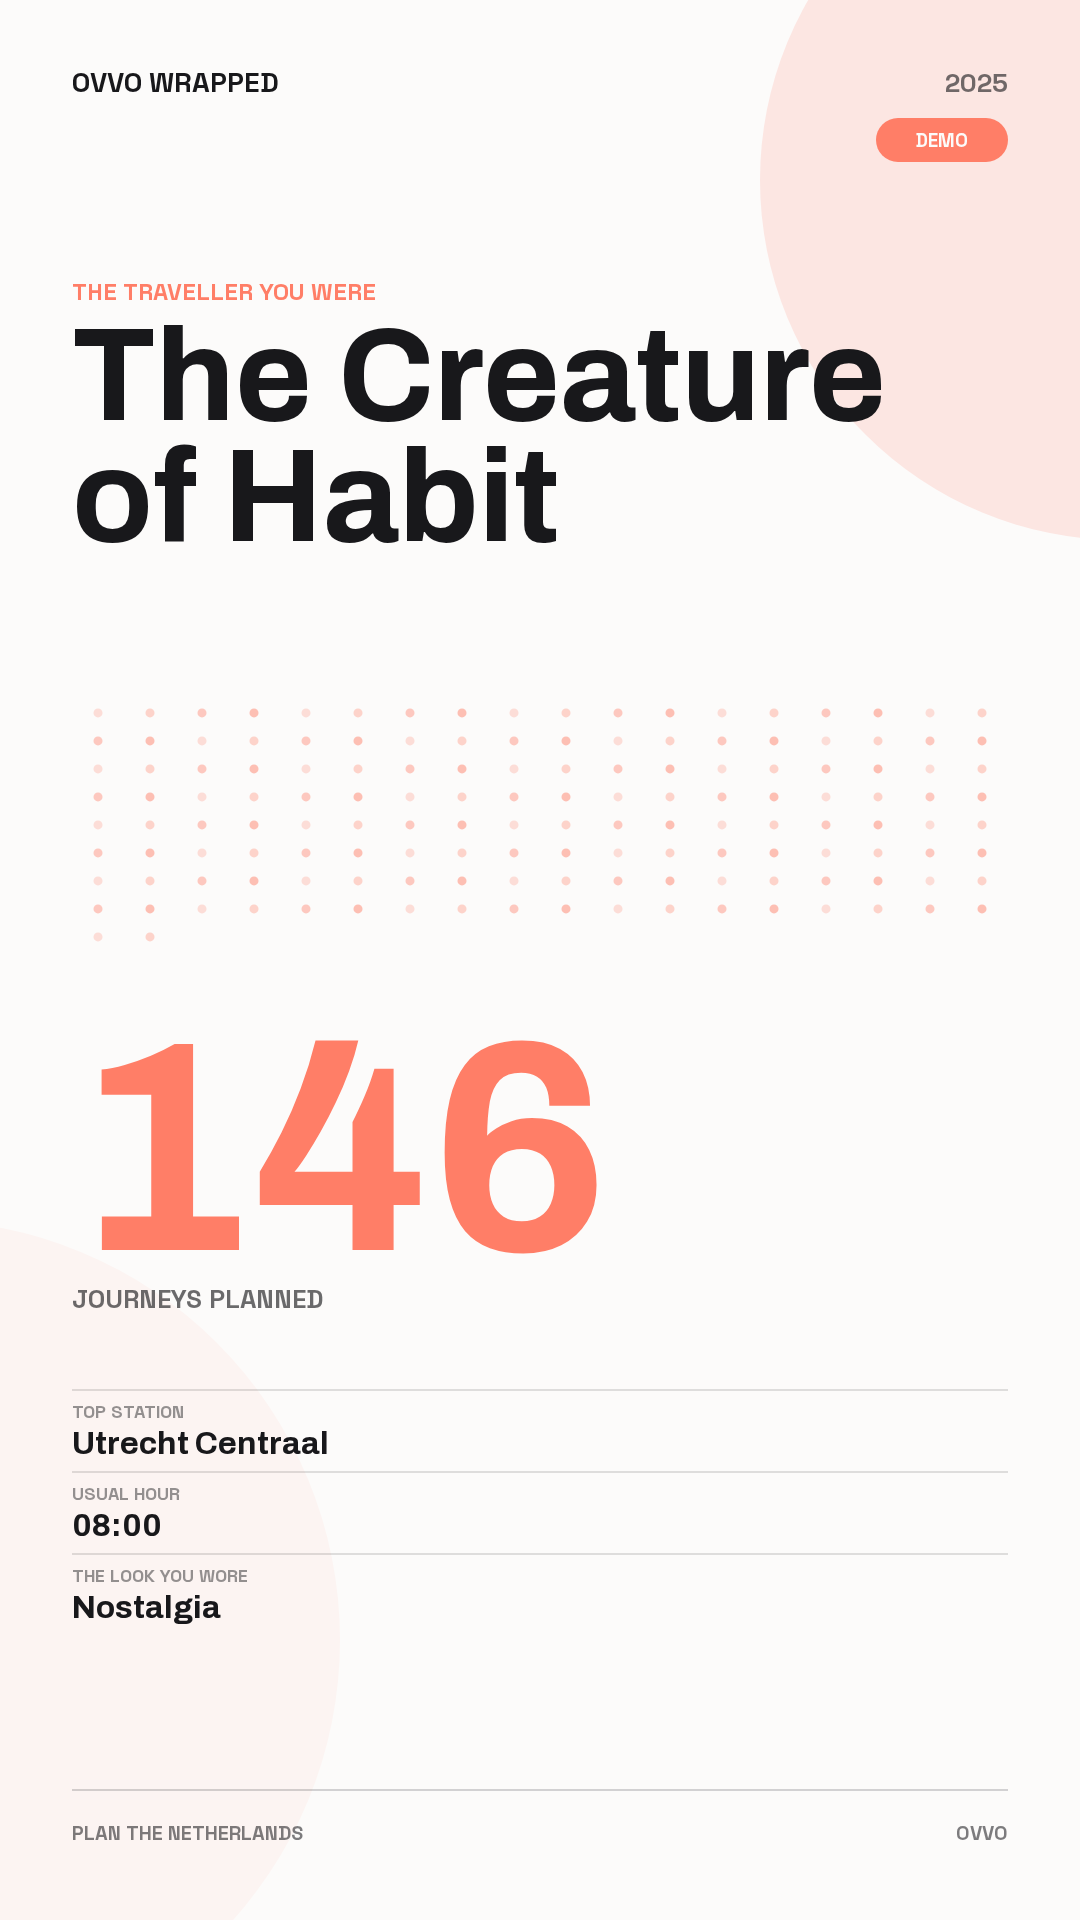 OVVO WRAPPED
2025
DEMO
THE TRAVELLER YOU WERE
The Creature
of Habit
146
JOURNEYS PLANNED
TOP STATION
Utrecht Centraal
USUAL HOUR
08:00
THE LOOK YOU WORE
Nostalgia
PLAN THE NETHERLANDS
OVVO